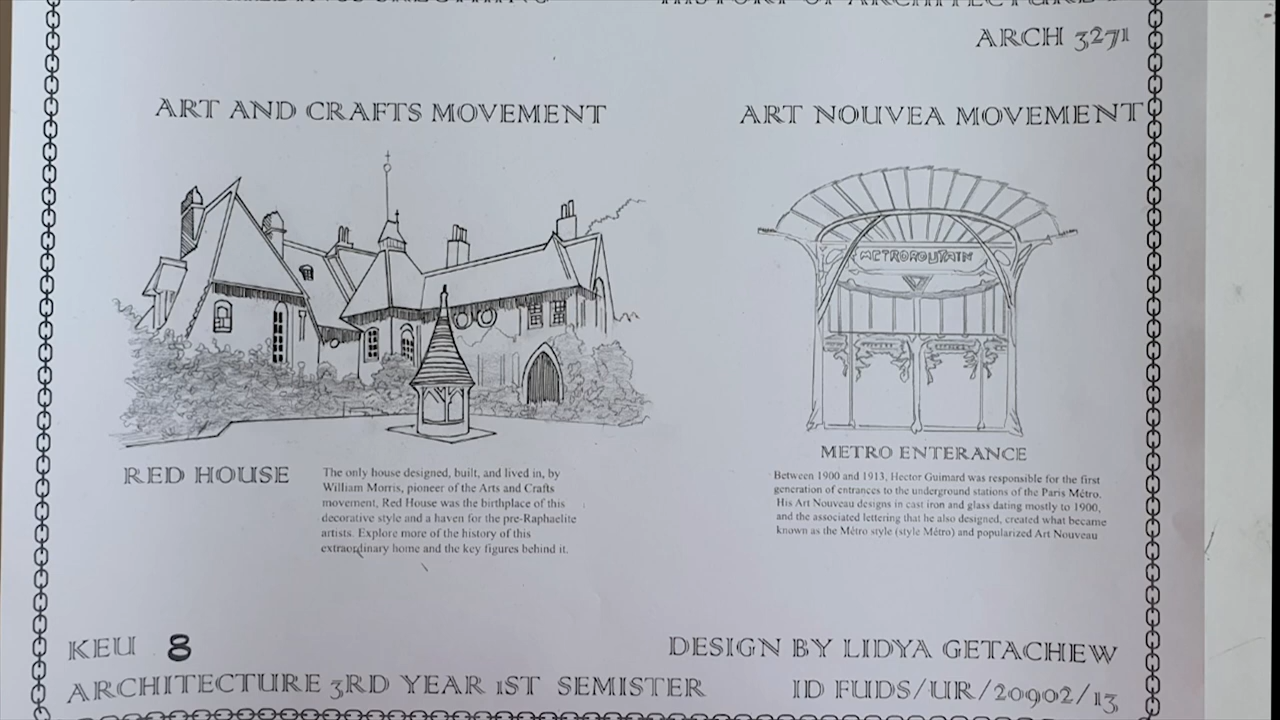 HISTORY OF ARCHITECTURE
ARCH 3271
ART AND CRAFTS MOVEMENT
ART NOUVEA MOVEMENT
METROPOLITAIN
RED HOUSE
The only house designed, built, and lived in, by
William Morris, pioneer of the Arts and Crafts
movement, Red House was the birthplace of this
decorative style and a haven for the pre-Raphaelite
artists. Explore more of the history of this
extraordinary home and the key figures behind it.
METRO ENTERANCE
Between 1900 and 1913, Hector Guimard was responsible for the first
generation of entrances to the underground stations of the Paris Métro.
His Art Nouveau designs in cast iron and glass dating mostly to 1900,
and the associated lettering that he also designed, created what became
known as the Métro style (style Métro) and popularized Art Nouveau
KEU 8
DESIGN BY LIDYA GETACHEW
ARCHITECTURE 3RD YEAR 1ST SEMISTER
ID FUDS/UR/20902/13